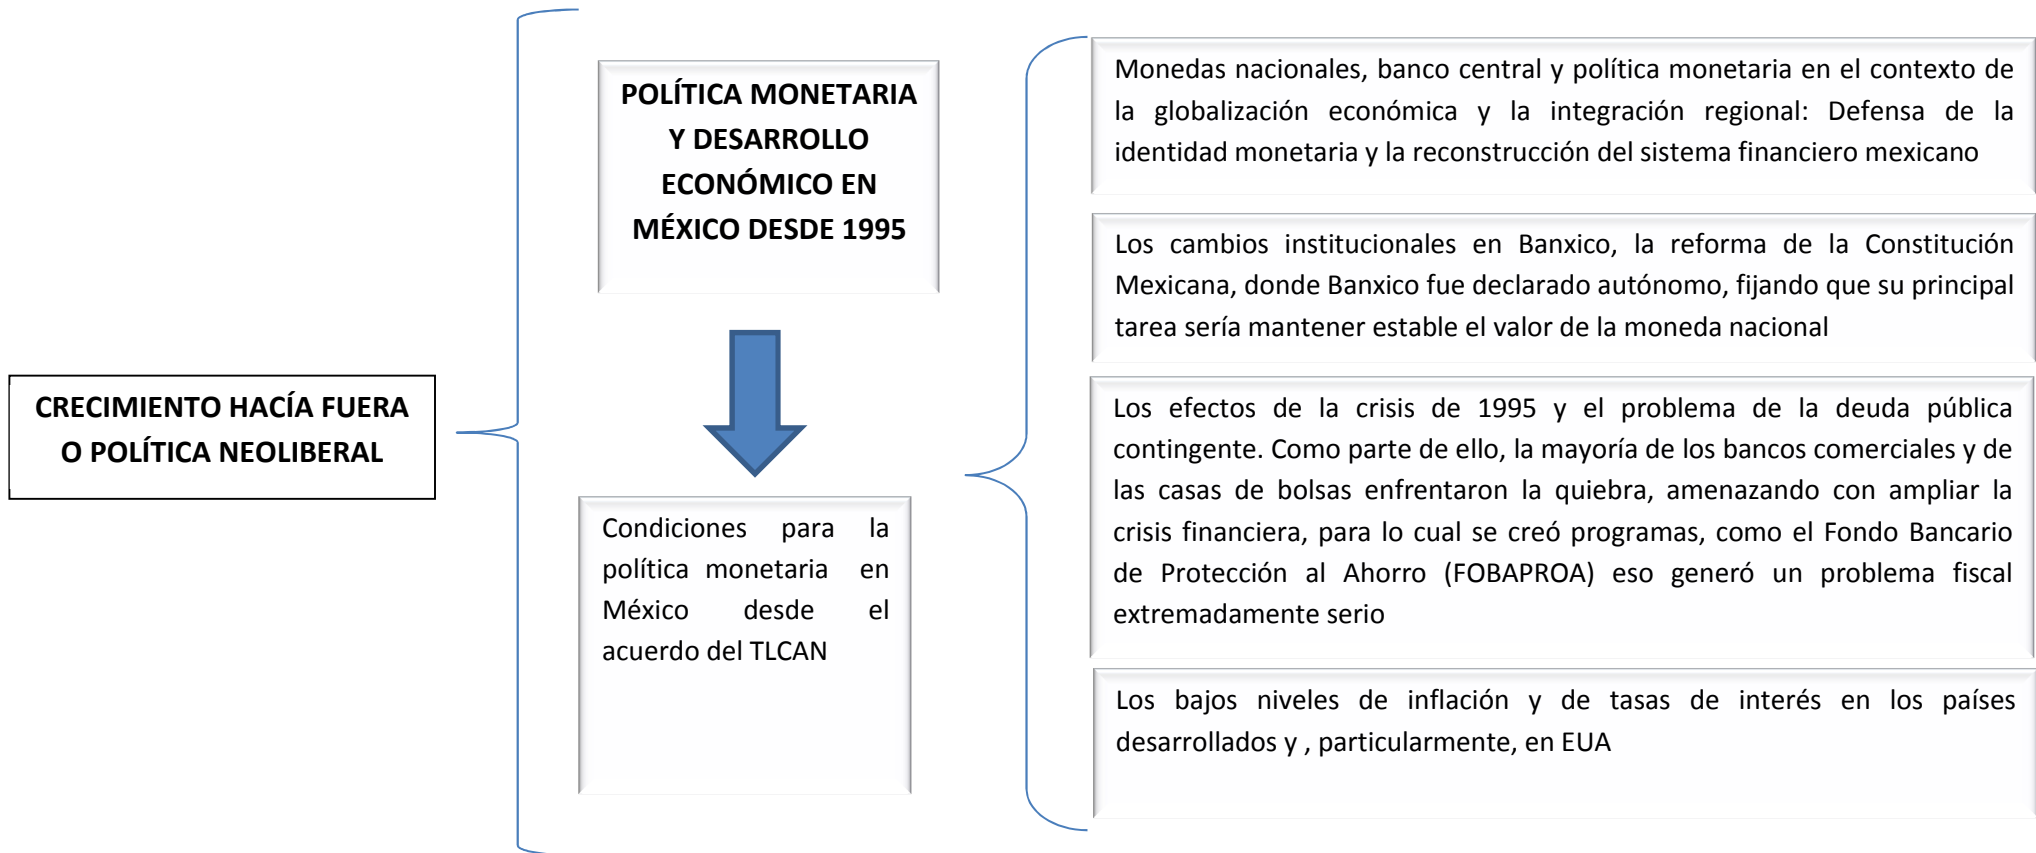 CRECIMIENTO HACÍA FUERA
O POLÍTICA NEOLIBERAL
POLÍTICA MONETARIA
Y DESARROLLO
ECONÓMICO EN
MÉXICO DESDE 1995
Condiciones para la
política monetaria en
México desde el
acuerdo del TLCAN
Monedas nacionales, banco central y política monetaria en el contexto de
la globalización económica y la integración regional: Defensa de la
identidad monetaria y la reconstrucción del sistema financiero mexicano
Los cambios institucionales en Banxico, la reforma de la Constitución
Mexicana, donde Banxico fue declarado autónomo, fijando que su principal
tarea sería mantener estable el valor de la moneda nacional
Los efectos de la crisis de 1995 y el problema de la deuda pública
contingente. Como parte de ello, la mayoría de los bancos comerciales y de
las casas de bolsas enfrentaron la quiebra, amenazando con ampliar la
crisis financiera, para lo cual se creó programas, como el Fondo Bancario
de Protección al Ahorro (FOBAPROA) eso generó un problema fiscal
extremadamente serio
Los bajos niveles de inflación y de tasas de interés en los países
desarrollados y , particularmente, en EUA